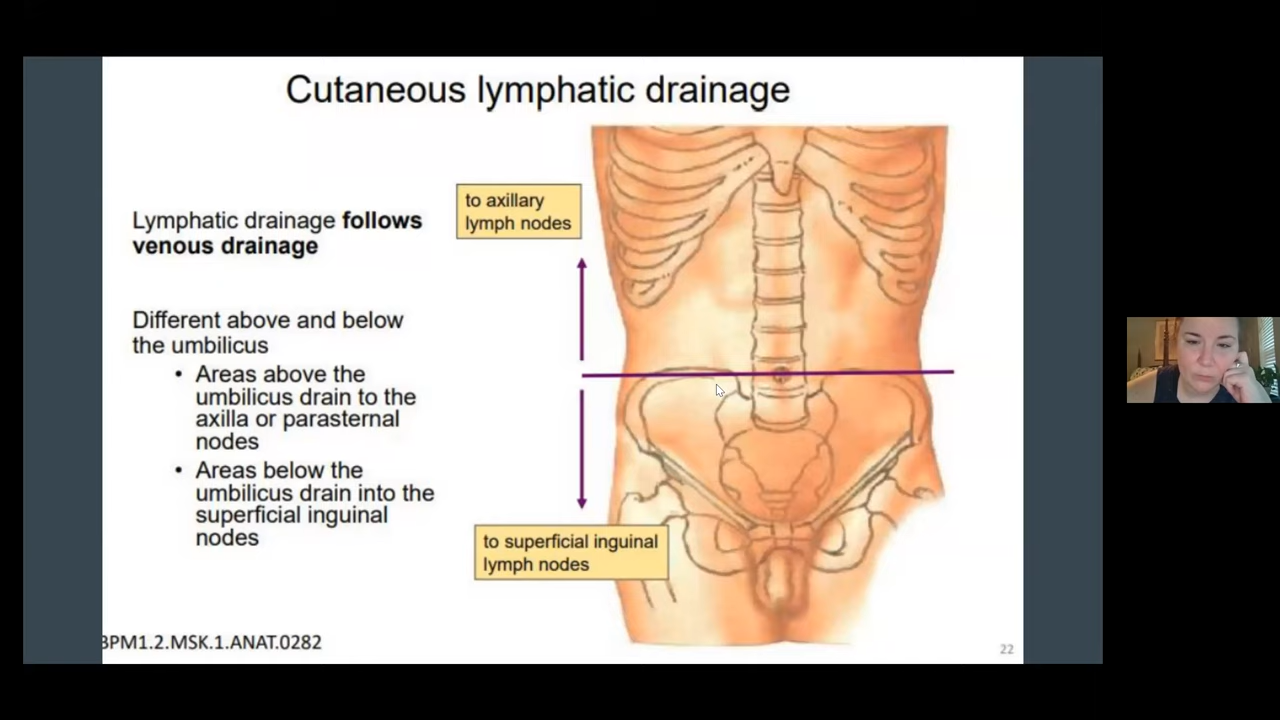 Cutaneous lymphatic drainage
to axillary
lymph nodes
Lymphatic drainage follows
venous drainage
Different above and below
the umbilicus
• Areas above the
umbilicus drain to the
axilla or parasternal
nodes
• Areas below the
umbilicus drain into the
superficial inguinal
nodes
to superficial inguinal
lymph nodes
BPM1.2.MSK.1.ANAT.0282
22